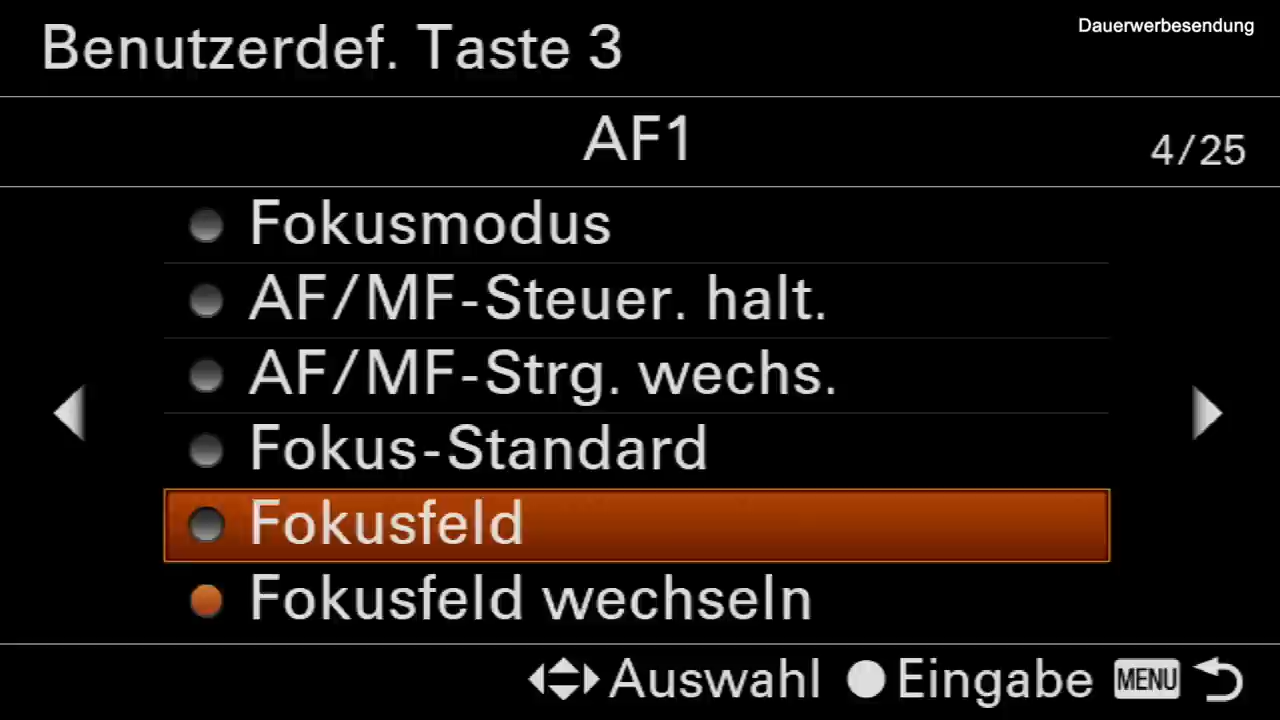 Dauerwerbesendung
Benutzerdef. Taste 3
AF1
4/25
Fokusmodus
AF/MF-Steuer. halt.
AF/MF-Strg. wechs.
Fokus-Standard
Fokusfeld
Fokusfeld wechseln
Auswahl Eingabe MENU